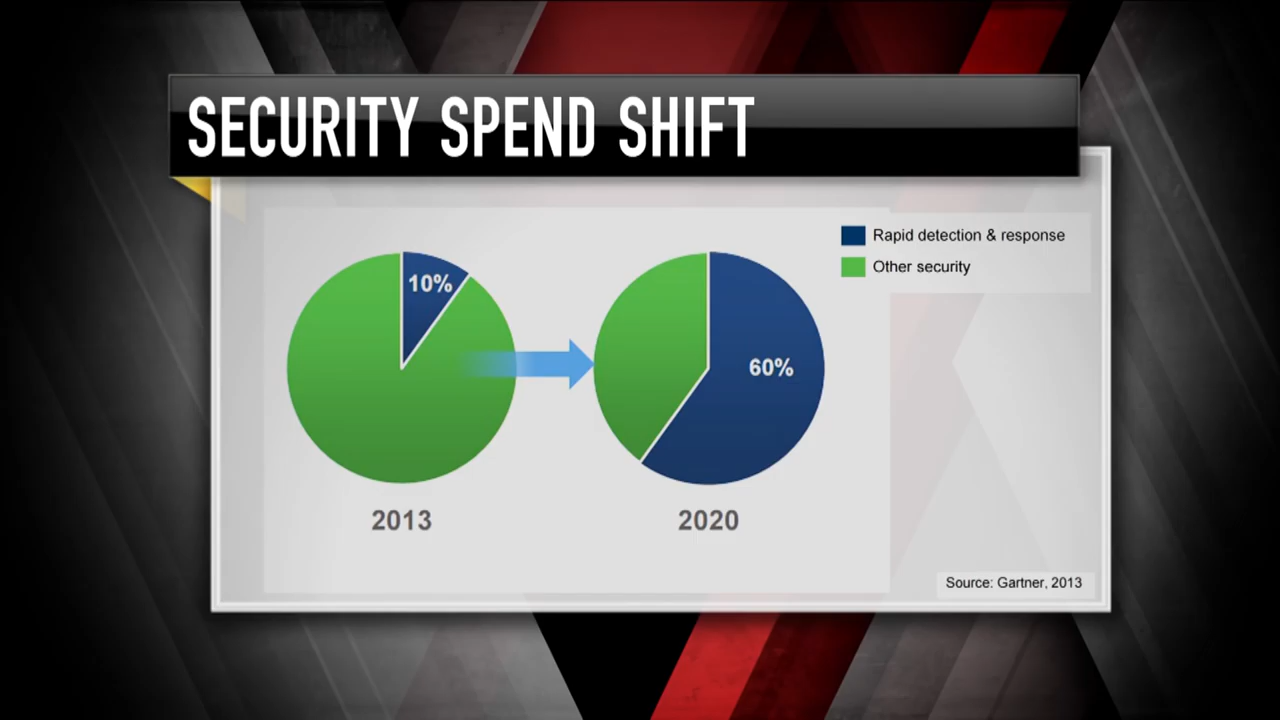 SECURITY SPEND SHIFT
Rapid detection & response
Other security
10%
60%
2013
2020
Source: Gartner, 2013